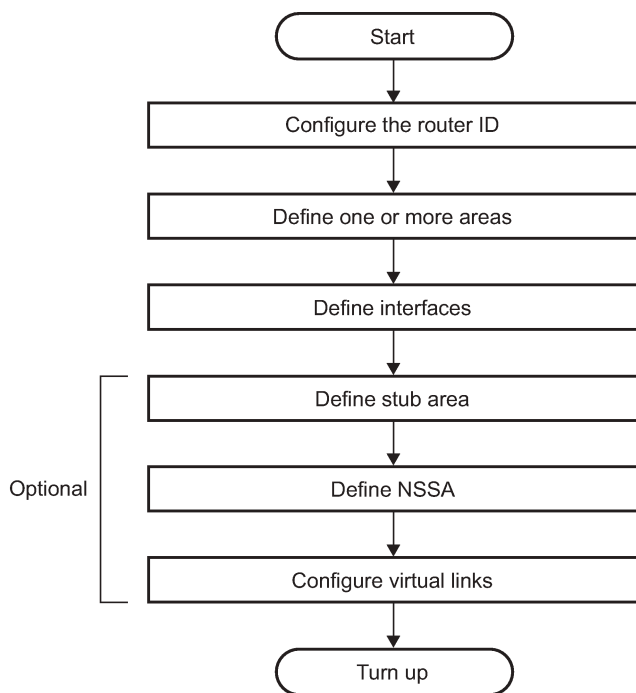 Start
Configure the router ID
Define one or more areas
Define interfaces
Define stub area
Optional
Define NSSA
Configure virtual links
Turn up